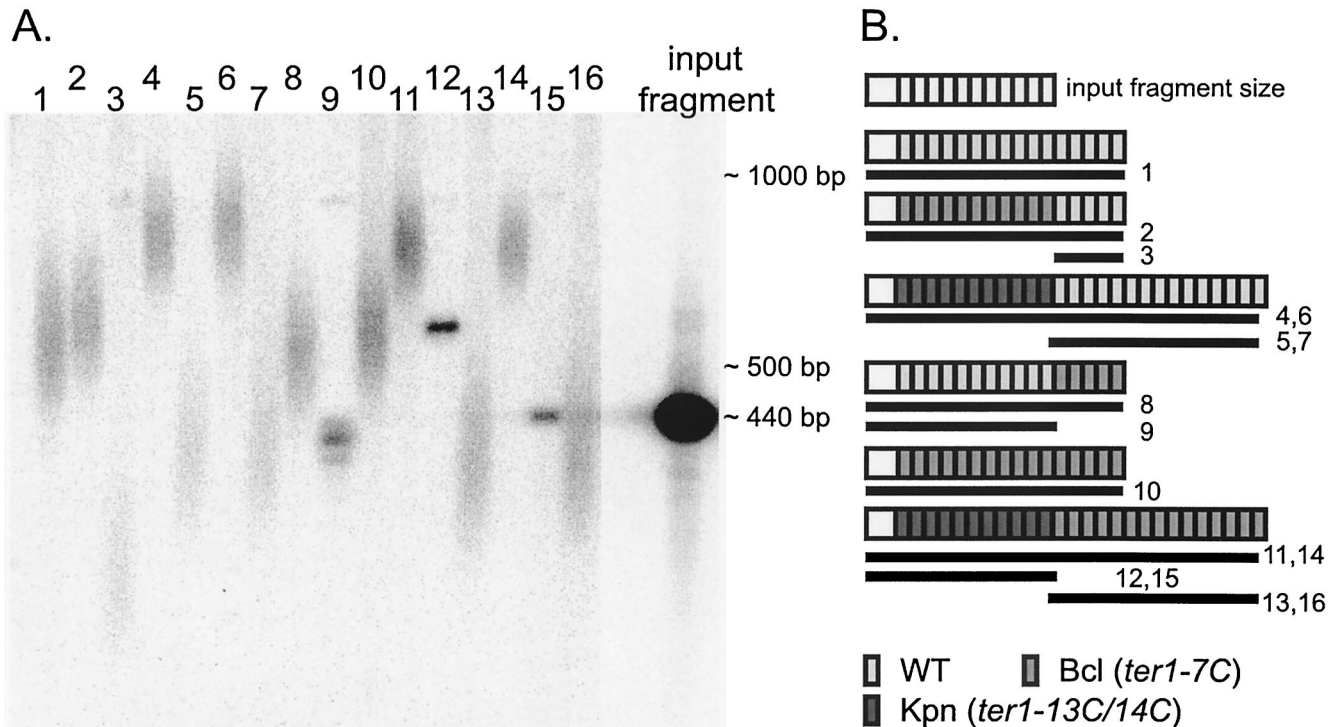 A.
B.
2 4 6 8 10 12 14 16
1 3 5 7 9 11 13 15
input
fragment
~ 1000 bp
~ 500 bp
~ 440 bp
input fragment size
1
2
3
4,6
5,7
8
9
10
11,14
12,15
13,16
WT
Bcl (ter1-7C)
Kpn (ter1-13C/14C)